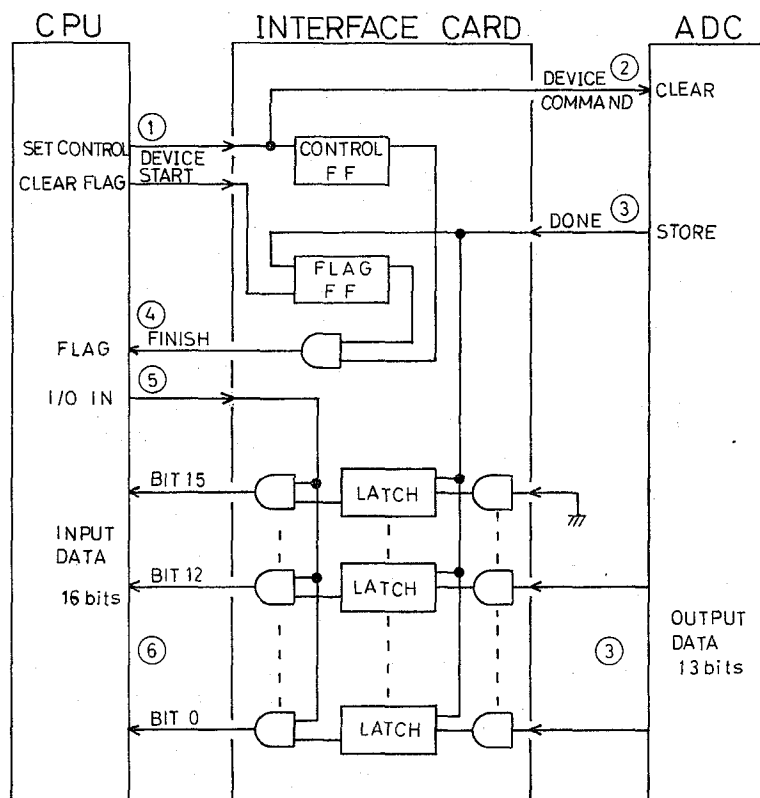 CPU
INTERFACE CARD
ADC
DEVICE
②
COMMAND
CLEAR
①
SET CONTROL
DEVICE
START
CONTROL
FF
CLEAR FLAG
③
DONE
STORE
FLAG
FF
④
FINISH
FLAG
⑤
I/O IN
BIT 15
LATCH
INPUT
DATA
16 bits
BIT 12
LATCH
⑥
③
OUTPUT
DATA
13 bits
BIT 0
LATCH